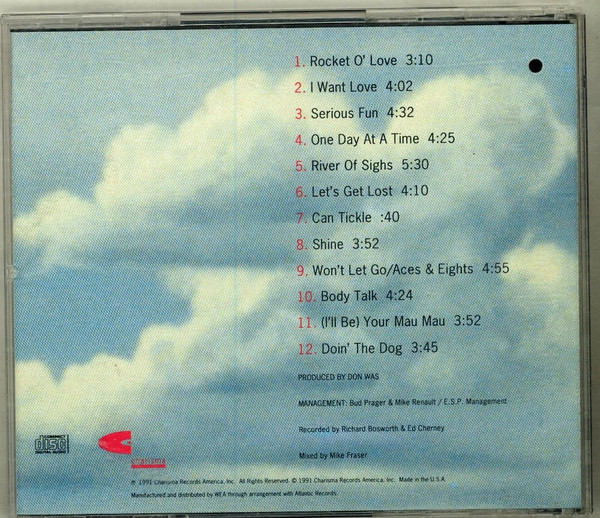 1. Rocket O' Love 3:10
2. I Want Love 4:02
3. Serious Fun 4:32
4. One Day At A Time 4:25
5. River Of Sighs 5:30
6. Let's Get Lost 4:10
7. Can Tickle :40
8. Shine 3:52
9. Won't Let Go/Aces & Eights 4:55
10. Body Talk 4:24
11. (I'll Be) Your Mau Mau 3:52
12. Doin' The Dog 3:45
PRODUCED BY DON WAS
MANAGEMENT: Bud Prager & Mike Renault / E.S.P. Management
Recorded by Richard Bosworth & Ed Cherney
Mixed by Mike Fraser
COMPACT
disc
DIGITAL AUDIO
charisma
℗ 1991 Charisma Records America, Inc. All Rights Reserved. © 1991 Charisma Records America, Inc. Made in the U.S.A.
Manufactured and distributed by WEA through arrangement with Atlantic Records.